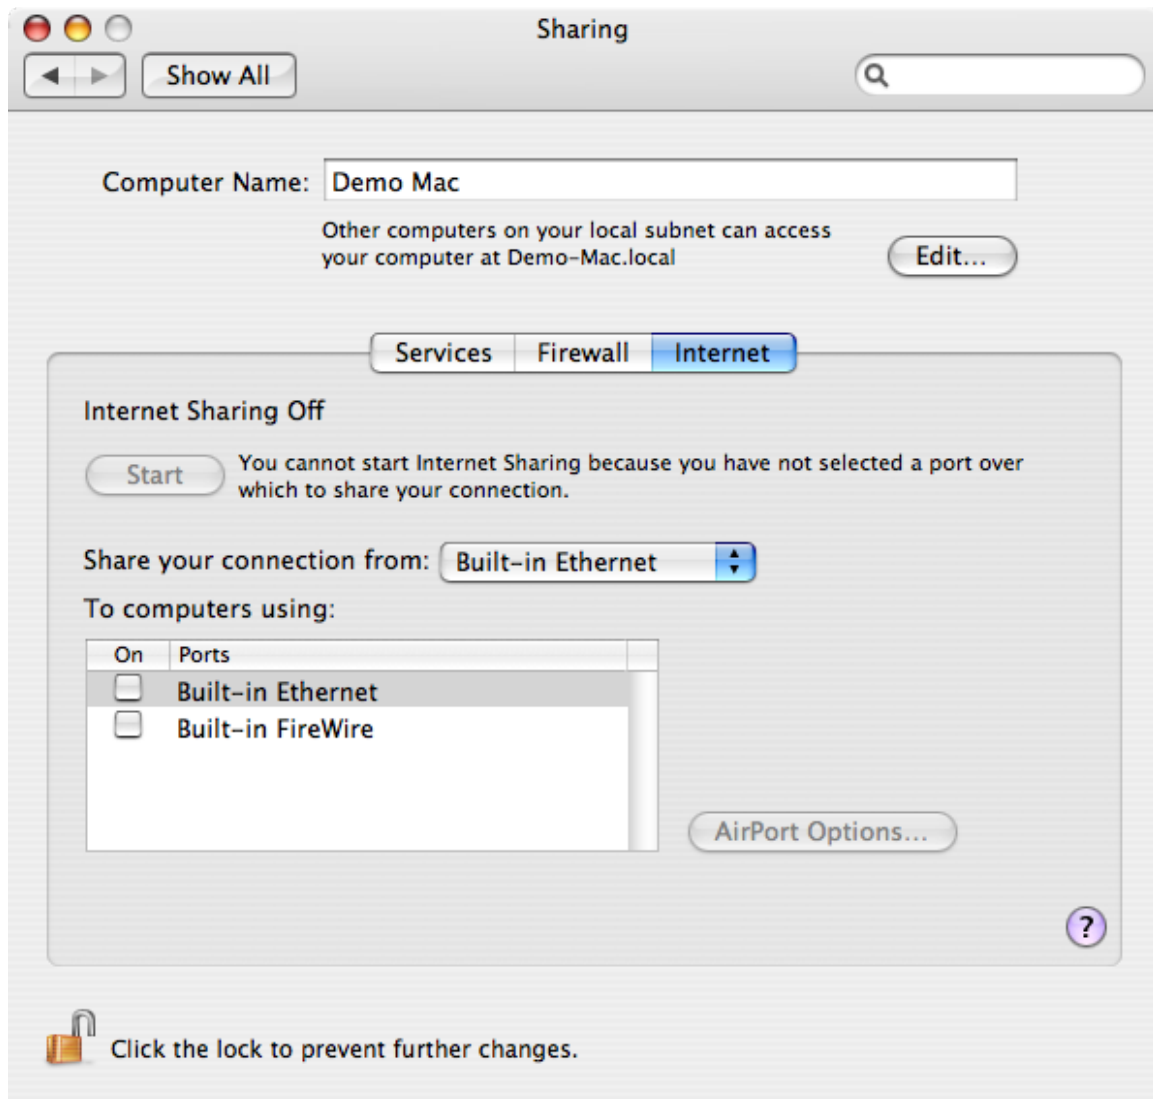 Sharing
Show All
Computer Name: Demo Mac
Other computers on your local subnet can access
your computer at Demo-Mac.local
Edit...
Services Firewall Internet
Internet Sharing Off
Start
You cannot start Internet Sharing because you have not selected a port over
which to share your connection.
Share your connection from: Built-in Ethernet
To computers using:
On Ports
Built-in Ethernet
Built-in FireWire
AirPort Options...
?
Click the lock to prevent further changes.